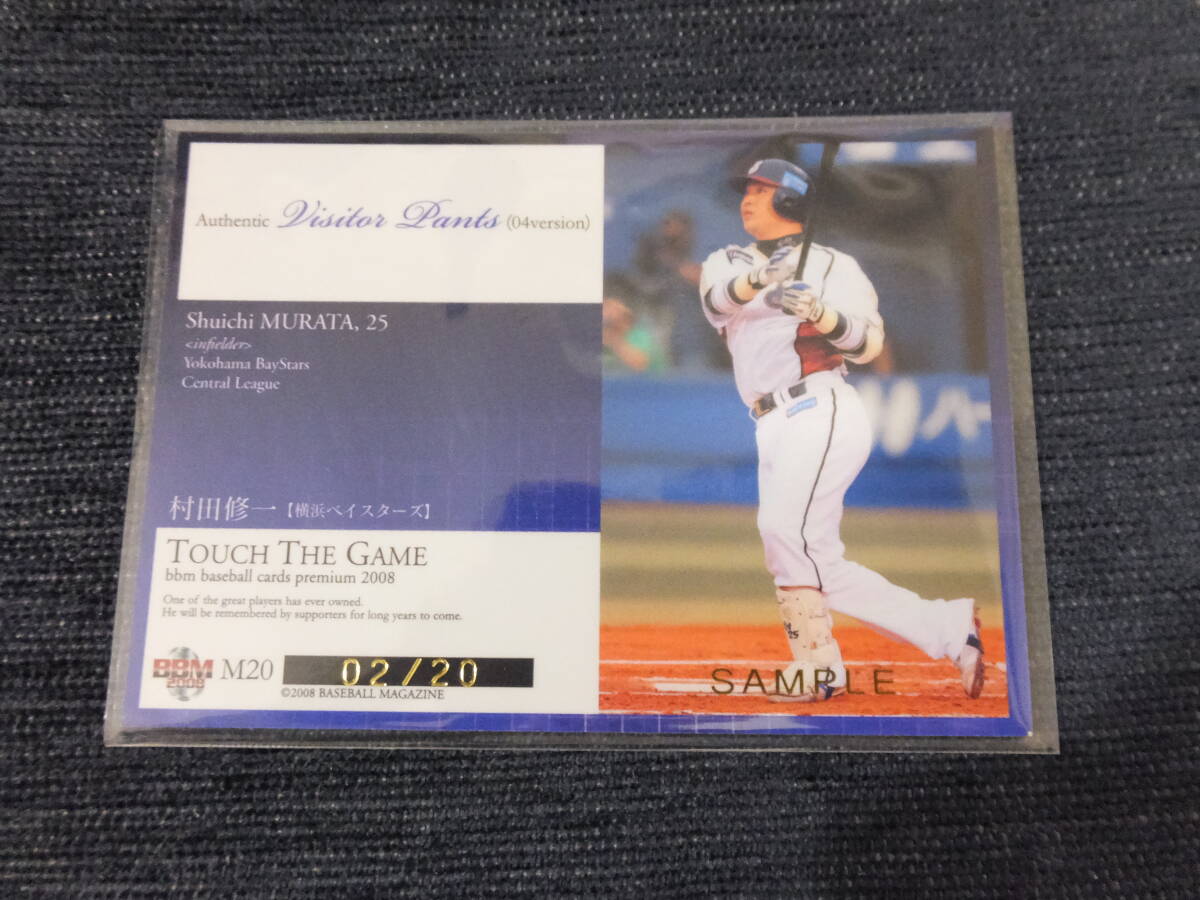 Authentic Visitor Pants (04version)
Shuichi MURATA, 25
<infielder>
Yokohama BayStars
Central League
村田修一【横浜ベイスターズ】
TOUCH THE GAME
bbm baseball cards premium 2008
One of the great players has ever owned.
He will be remembered by supporters for long years to come.
BBM
2008
M20
02/20
©2008 BASEBALL MAGAZINE
SAMPLE